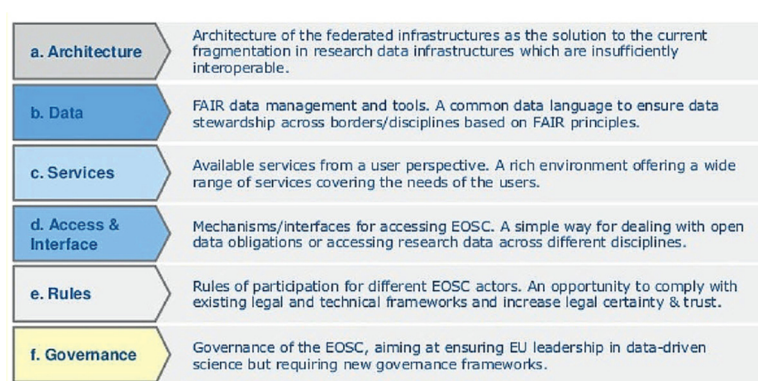 a. Architecture
Architecture of the federated infrastructures as the solution to the current
fragmentation in research data infrastructures which are insufficiently
interoperable.
b. Data
FAIR data management and tools. A common data language to ensure data
stewardship across borders/disciplines based on FAIR principles.
c. Services
Available services from a user perspective. A rich environment offering a wide
range of services covering the needs of the users.
d. Access &
Interface
Mechanisms/interfaces for accessing EOSC. A simple way for dealing with open
data obligations or accessing research data across different disciplines.
e. Rules
Rules of participation for different EOSC actors. An opportunity to comply with
existing legal and technical frameworks and increase legal certainty & trust.
f. Governance
Governance of the EOSC, aiming at ensuring EU leadership in data-driven
science but requiring new governance frameworks.